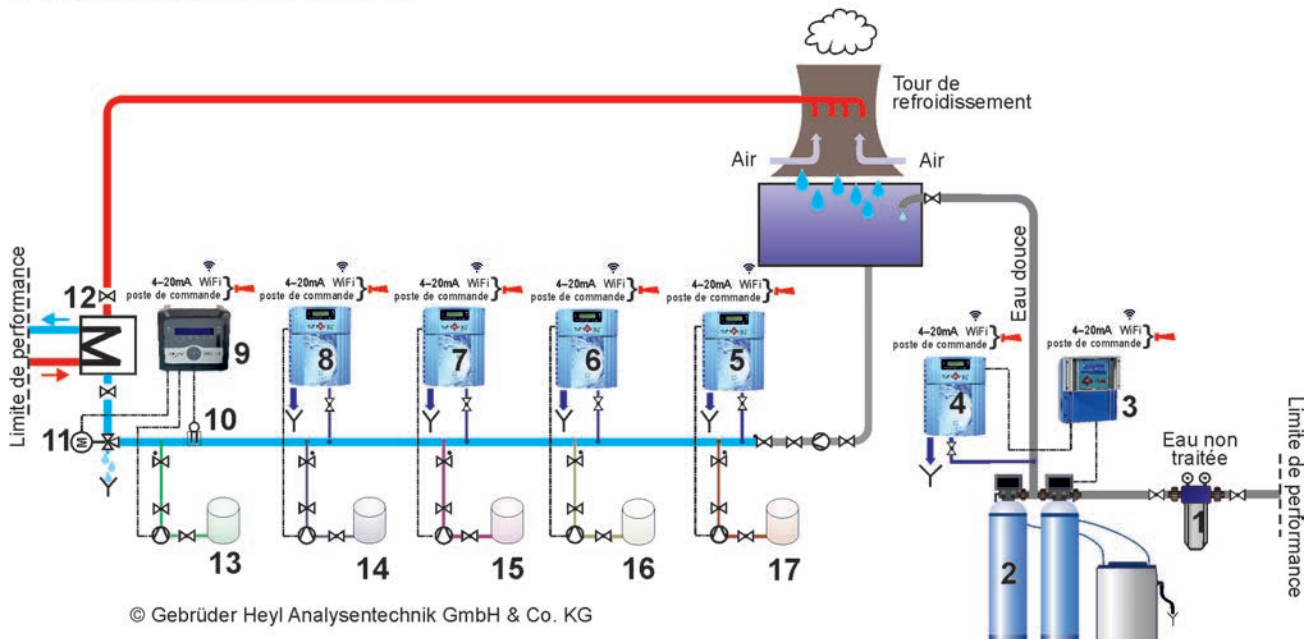 Tour de
refroidissement
Air
Air
Eau douce
Limite de performance
12
4–20mA WiFi
poste de commande
9
4–20mA WiFi
poste de commande
8
4–20mA WiFi
poste de commande
7
4–20mA WiFi
poste de commande
6
4–20mA WiFi
poste de commande
5
4–20mA WiFi
poste de commande
4
4–20mA WiFi
poste de commande
3
10
11
M
M
Eau non
traitée
Limite de performance
1
2
13
14
15
16
17
© Gebrüder Heyl Analysentechnik GmbH & Co. KG